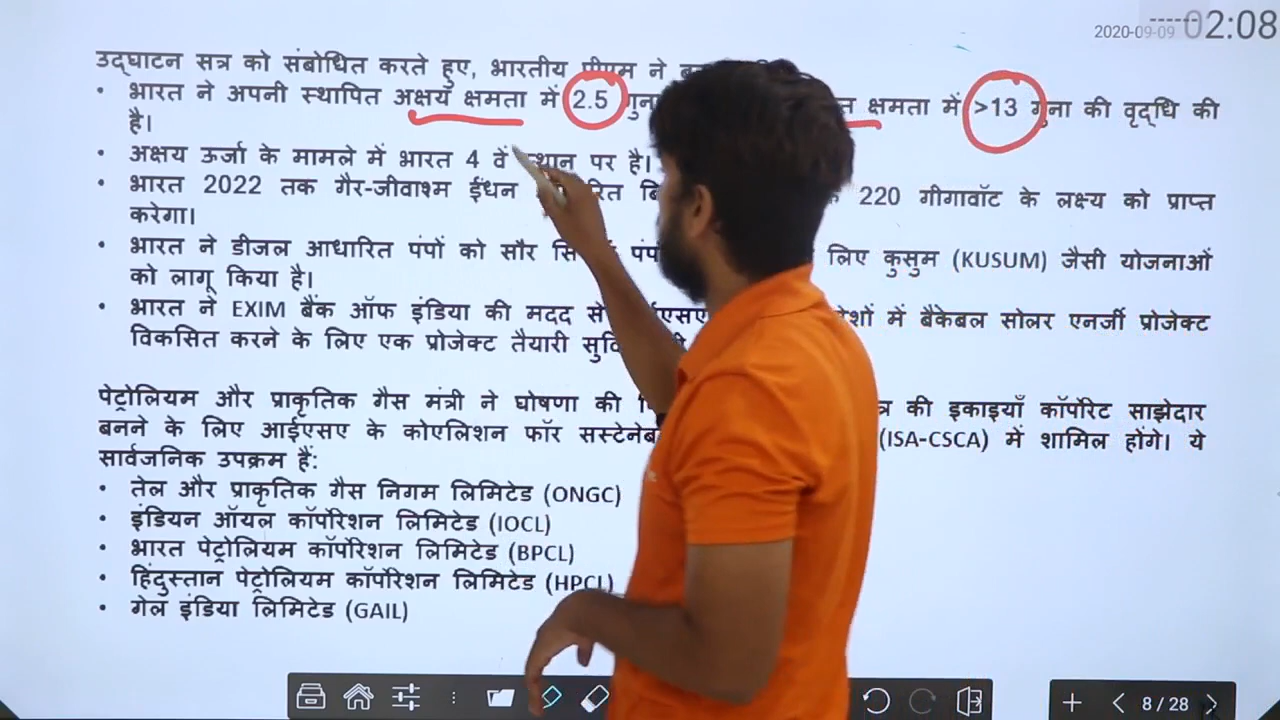 2020-09-09 02:08
उद्घाटन सत्र को संबोधित करते हुए, भारतीय पीएम ने
भारत ने अपनी स्थापित अक्षय क्षमता में 2.5 गुना क्षमता में >13 गुना की वृद्धि की
है।
अक्षय ऊर्जा के मामले में भारत 4 वें स्थान पर है।
भारत 2022 तक गैर-जीवाश्म ईंधन 220 गीगावॉट के लक्ष्य को प्राप्त
करेगा।
भारत ने डीजल आधारित पंपों को सौर लिए कुसुम (KUSUM) जैसी योजनाओं
को लागू किया है।
भारत ने EXIM बैंक ऑफ इंडिया की मदद से में बैंकेबल सोलर एनर्जी प्रोजेक्ट
विकसित करने के लिए एक प्रोजेक्ट तैयारी
पेट्रोलियम और प्राकृतिक गैस मंत्री ने घोषणा की की इकाइयाँ कॉर्पोरेट साझेदार
बनने के लिए आईएसए के कोएलिशन फॉर (ISA-CSCA) में शामिल होंगे। ये
सार्वजनिक उपक्रम हैं:
तेल और प्राकृतिक गैस निगम लिमिटेड (ONGC)
इंडियन ऑयल कॉर्पोरेशन लिमिटेड (IOCL)
भारत पेट्रोलियम कॉर्पोरेशन लिमिटेड (BPCL)
हिंदुस्तान पेट्रोलियम कॉर्पोरेशन लिमिटेड (HPCL)
गेल इंडिया लिमिटेड (GAIL)
8 / 28